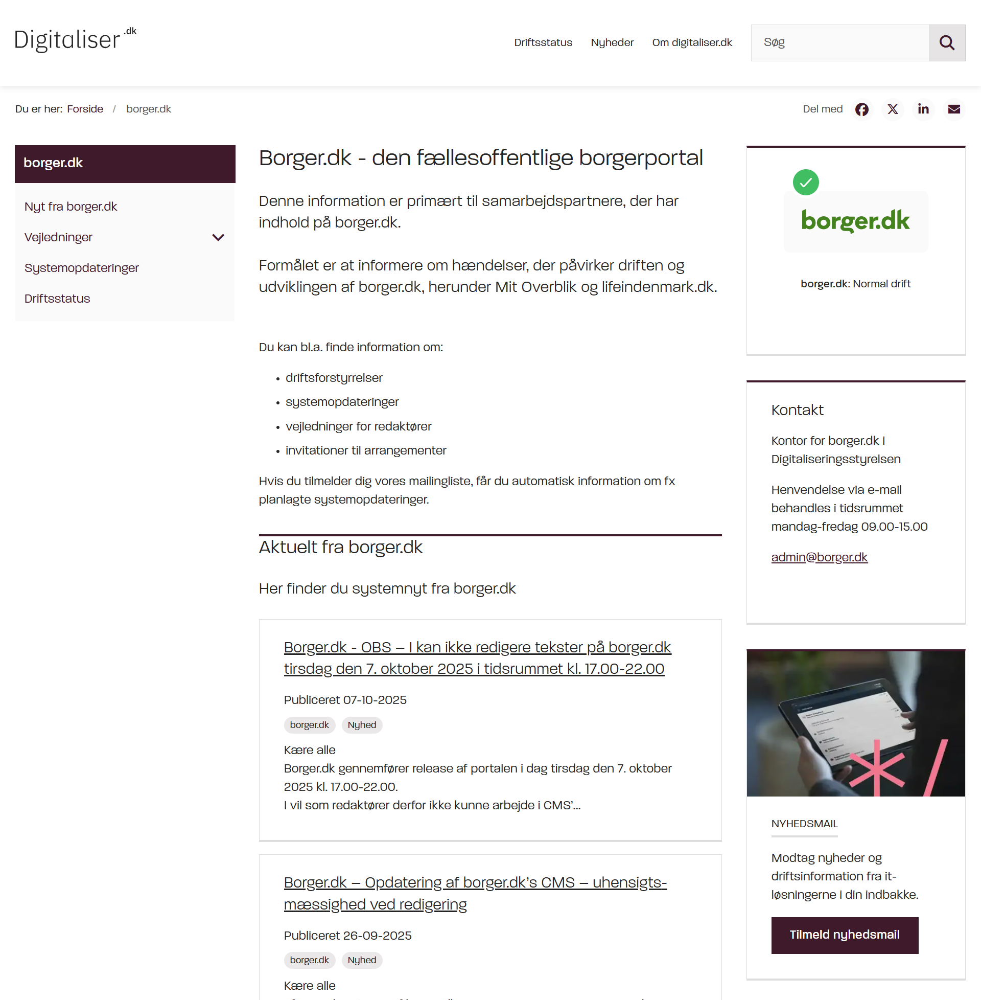 Digitaliser.dk
Driftsstatus
Nyheder
Om digitaliser.dk
Søg
Du er her: Forside / borger.dk
Del med
borger.dk
Nyt fra borger.dk
Vejledninger
Systemopdateringer
Driftsstatus
Borger.dk - den fællesoffentlige borgerportal
Denne information er primært til samarbejdspartnere, der har
indhold på borger.dk.
Formålet er at informere om hændelser, der påvirker driften og
udviklingen af borger.dk, herunder Mit Overblik og lifeindenmark.dk.
Du kan bl.a. finde information om:
• driftsforstyrrelser
• systemopdateringer
• vejledninger for redaktører
• invitationer til arrangementer
Hvis du tilmelder dig vores mailingliste, får du automatisk information om fx
planlagte systemopdateringer.
Aktuelt fra borger.dk
Her finder du systemnyt fra borger.dk
Borger.dk - OBS – I kan ikke redigere tekster på borger.dk
tirsdag den 7. oktober 2025 i tidsrummet kl. 17.00-22.00
Publiceret 07-10-2025
borger.dk Nyhed
Kære alle
Borger.dk gennemfører release af portalen i dag tirsdag den 7. oktober
2025 kl. 17.00-22.00.
I vil som redaktører derfor ikke kunne arbejde i CMS’...
Borger.dk – Opdatering af borger.dk’s CMS – uhensigts-
mæssighed ved redigering
Publiceret 26-09-2025
borger.dk Nyhed
Kære alle
borger.dk
borger.dk: Normal drift
Kontakt
Kontor for borger.dk i
Digitaliseringsstyrelsen
Henvendelse via e-mail
behandles i tidsrummet
mandag-fredag 09.00-15.00
admin@borger.dk
*/
NYHEDSMAIL
Modtag nyheder og
driftsinformation fra it-
løsningerne i din indbakke.
Tilmeld nyhedsmail